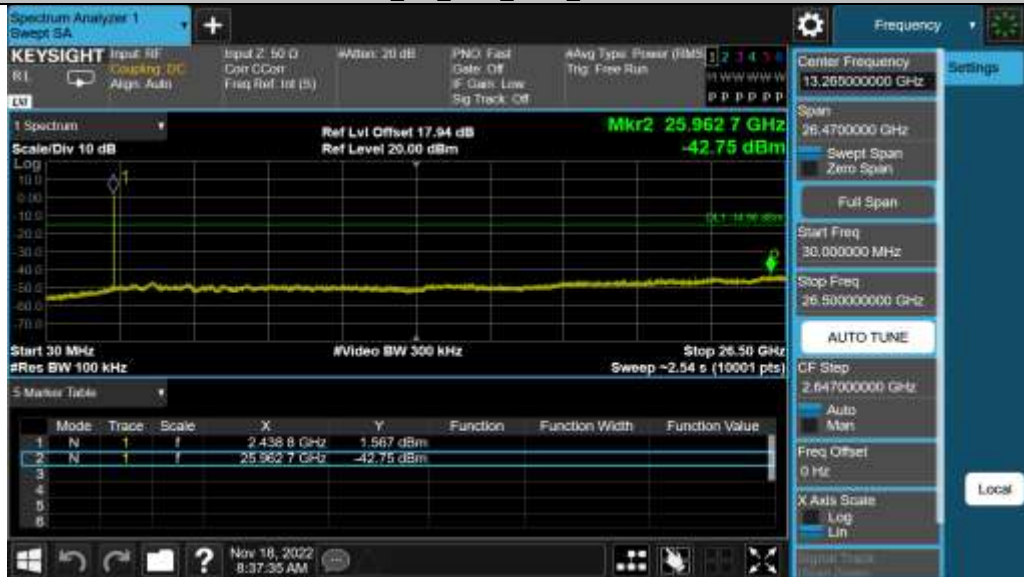 Spectrum Analyzer 1
Swept SA
+
Frequency
KEYSIGHT
RL
LXI
Input: RF
Coupling: DC
Align: Auto
Input Z: 50 Ω
Corr CCorr
Freq Ref: Int (S)
#Atten: 20 dB
PNO: Fast
Gate: Off
IF Gain: Low
Sig Track: Off
#Avg Type: Power (RMS)
Trig: Free Run
1 2 3 4 5 6
M W W W W W
P P P P P P
1 Spectrum
Scale/Div 10 dB
Ref Lvl Offset 17.94 dB
Ref Level 20.00 dBm
Mkr2 25.962 7 GHz
-42.75 dBm
Log
10.0
0.00
-10.0
-20.0
-30.0
-40.0
-50.0
-60.0
-70.0
1
Start 30 MHz
#Video BW 300 kHz
Stop 26.50 GHz
#Res BW 100 kHz
Sweep ~2.54 s (10001 pts)
5 Marker Table
Mode Trace Scale X Y Function Function Width Function Value
1 N 1 f 2.438 8 GHz 1.567 dBm
2 N 1 f 25.962 7 GHz -42.75 dBm
3
4
5
6
Nov 18, 2022
8:37:35 AM
Center Frequency
13.265000000 GHz
Span
26.4700000 GHz
Swept Span
Zero Span
Full Span
Start Freq
30.000000 MHz
Stop Freq
26.500000000 GHz
AUTO TUNE
CF Step
2.647000000 GHz
Auto
Man
Freq Offset
0 Hz
X Axis Scale
Log
Lin
Signal Track
Settings
Local